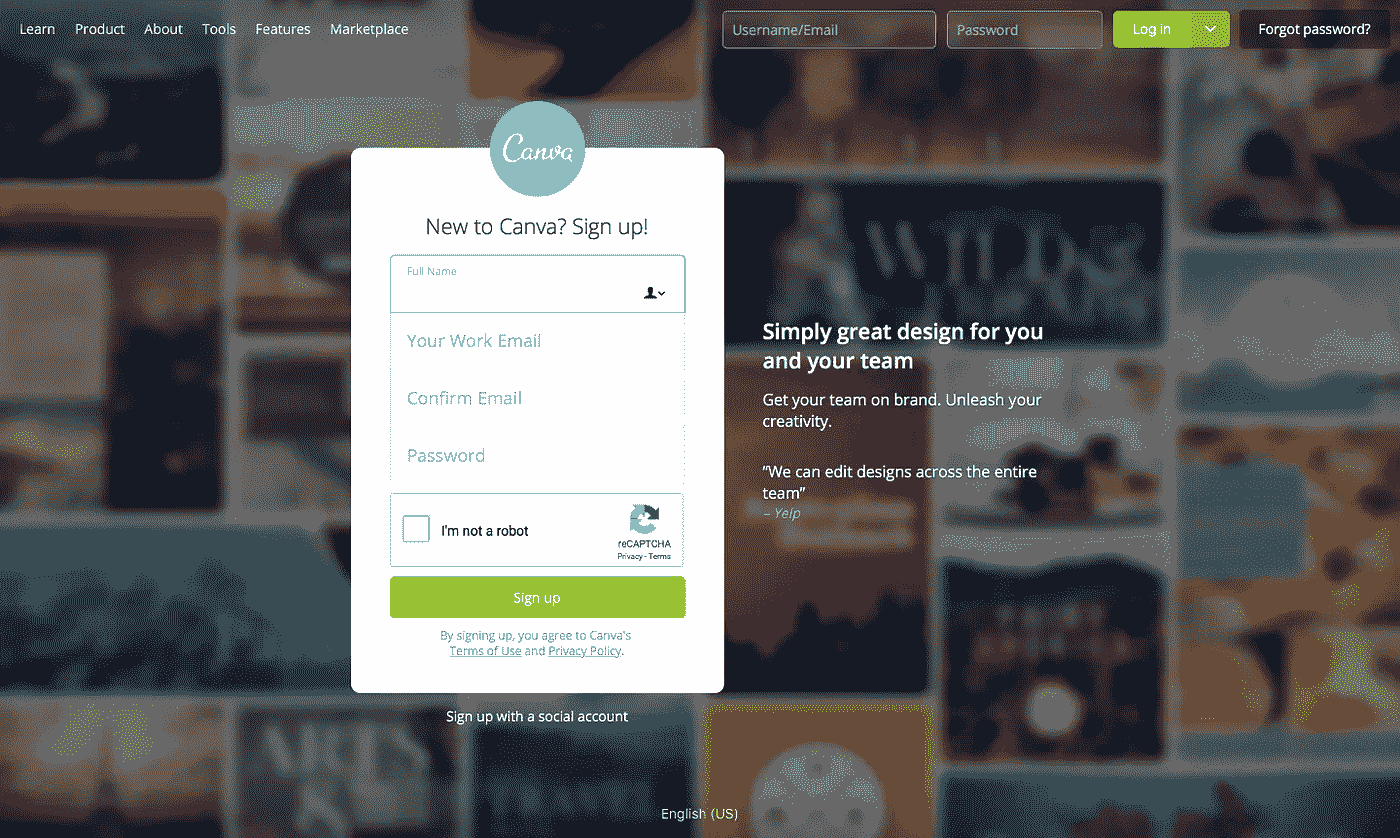 Learn Product About Tools Features Marketplace
Username/Email Password Log in Forgot password?
Canva
New to Canva? Sign up!
Full Name
Your Work Email
Confirm Email
Password
I'm not a robot
reCAPTCHA
Privacy - Terms
Sign up
By signing up, you agree to Canva's
Terms of Use and Privacy Policy.
Sign up with a social account
Simply great design for you
and your team
Get your team on brand. Unleash your
creativity.
"We can edit designs across the entire
team"
– Yelp
WILD
English (US)